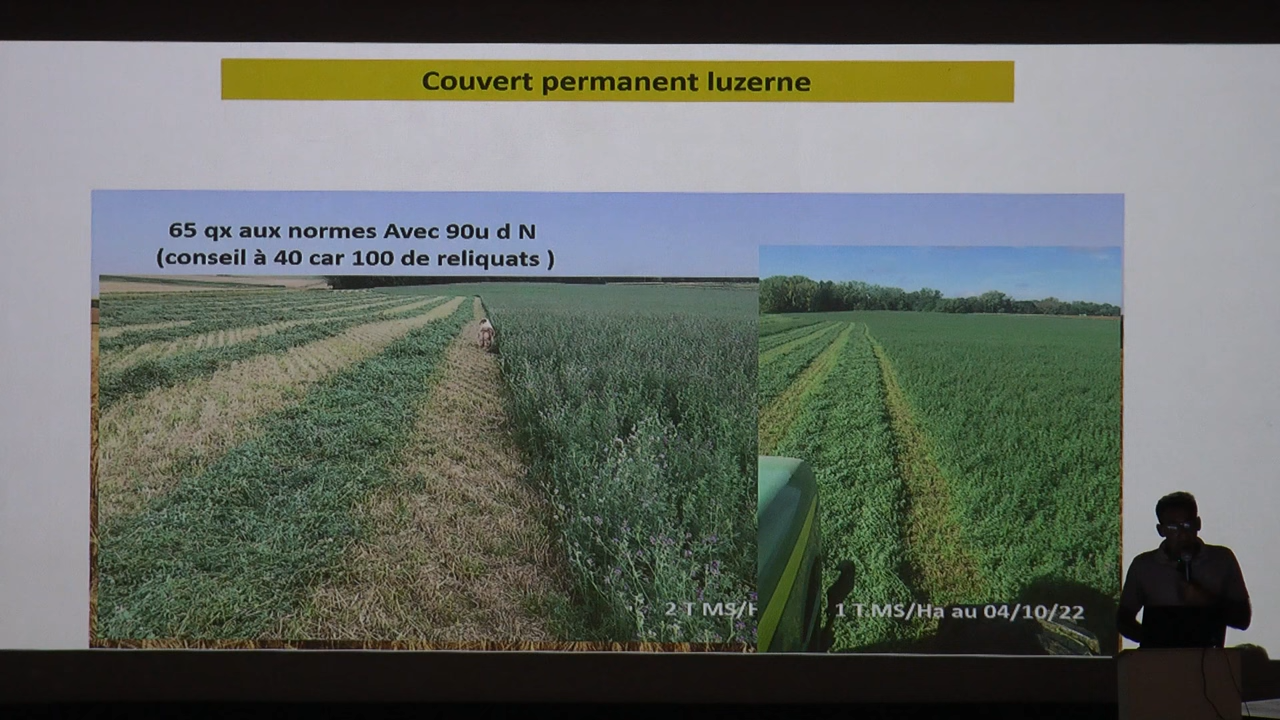 Couvert permanent luzerne
65 qx aux normes Avec 90u d N
(conseil à 40 car 100 de reliquats )
2 T MS/H
1 T.MS/Ha au 04/10/22